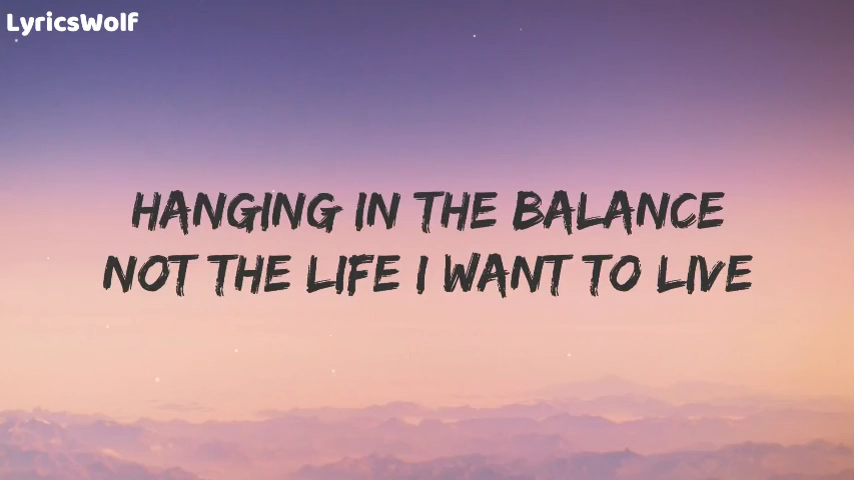 LyricsWolf
HANGING IN THE BALANCE
NOT THE LIFE I WANT TO LIVE